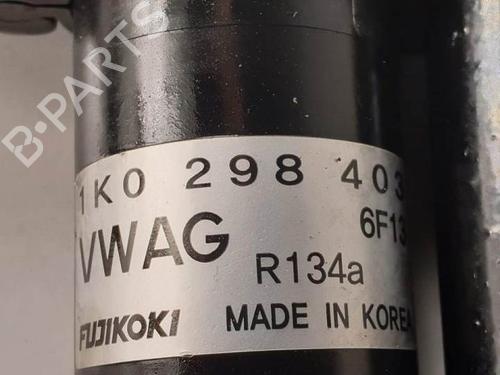 B-PARTS
1K0 298 403
6F13
VWAG
R134a
FUJIKOKI
MADE IN KOREA